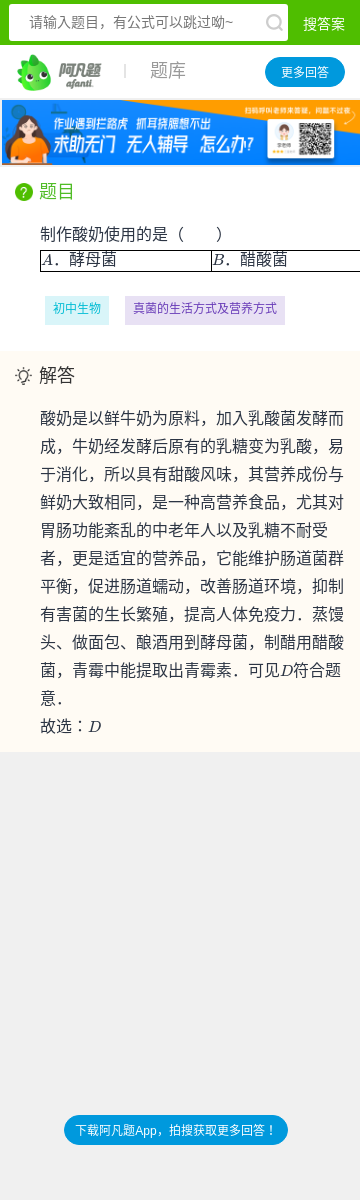 请输入题目，有公式可以跳过呦~
搜答案
阿凡题
afanti.
题库
更多回答
扫码呼叫老师来答疑，问题不过夜
作业遇到拦路虎 抓耳挠腮想不出
求助无门 无人辅导 怎么办?
题目
制作酸奶使用的是（　　）
A．酵母菌 B．醋酸菌
初中生物 真菌的生活方式及营养方式
解答
酸奶是以鲜牛奶为原料，加入乳酸菌发酵而
成，牛奶经发酵后原有的乳糖变为乳酸，易
于消化，所以具有甜酸风味，其营养成份与
鲜奶大致相同，是一种高营养食品，尤其对
胃肠功能紊乱的中老年人以及乳糖不耐受
者，更是适宜的营养品，它能维护肠道菌群
平衡，促进肠道蠕动，改善肠道环境，抑制
有害菌的生长繁殖，提高人体免疫力．蒸馒
头、做面包、酿酒用到酵母菌，制醋用醋酸
菌，青霉中能提取出青霉素．可见D符合题
意．
故选：D
下载阿凡题App，拍搜获取更多回答！